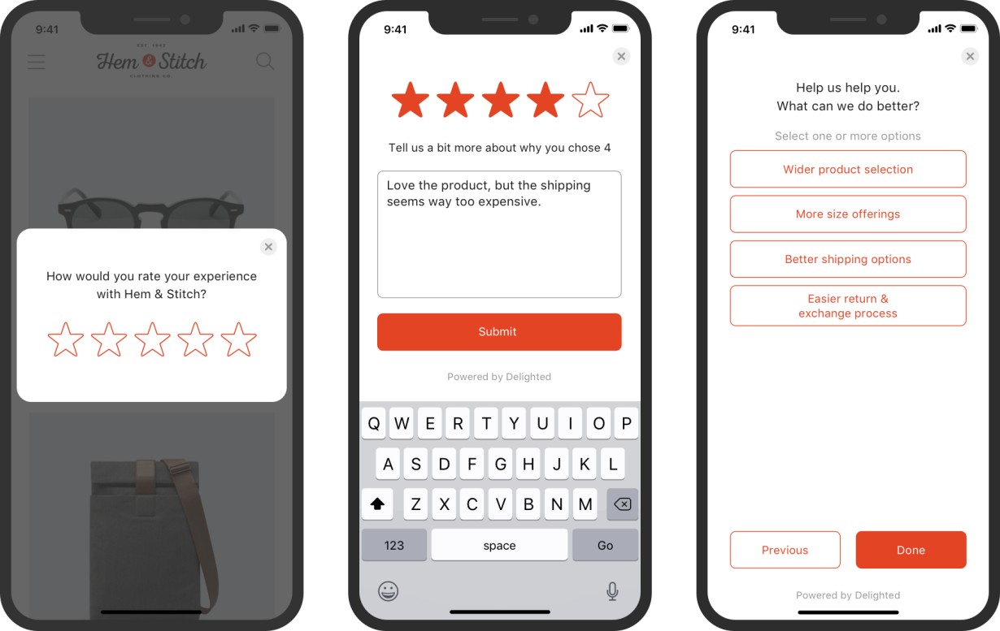 9:41
EST. 1942
Hem & Stitch
CLOTHING CO.
How would you rate your experience
with Hem & Stitch?
9:41
Tell us a bit more about why you chose 4
Love the product, but the shipping
seems way too expensive.
Submit
Powered by Delighted
Q W E R T Y U I O P
A S D F G H J K L
Z X C V B N M
123 space Go
9:41
Help us help you.
What can we do better?
Select one or more options
Wider product selection
More size offerings
Better shipping options
Easier return &
exchange process
Previous Done
Powered by Delighted